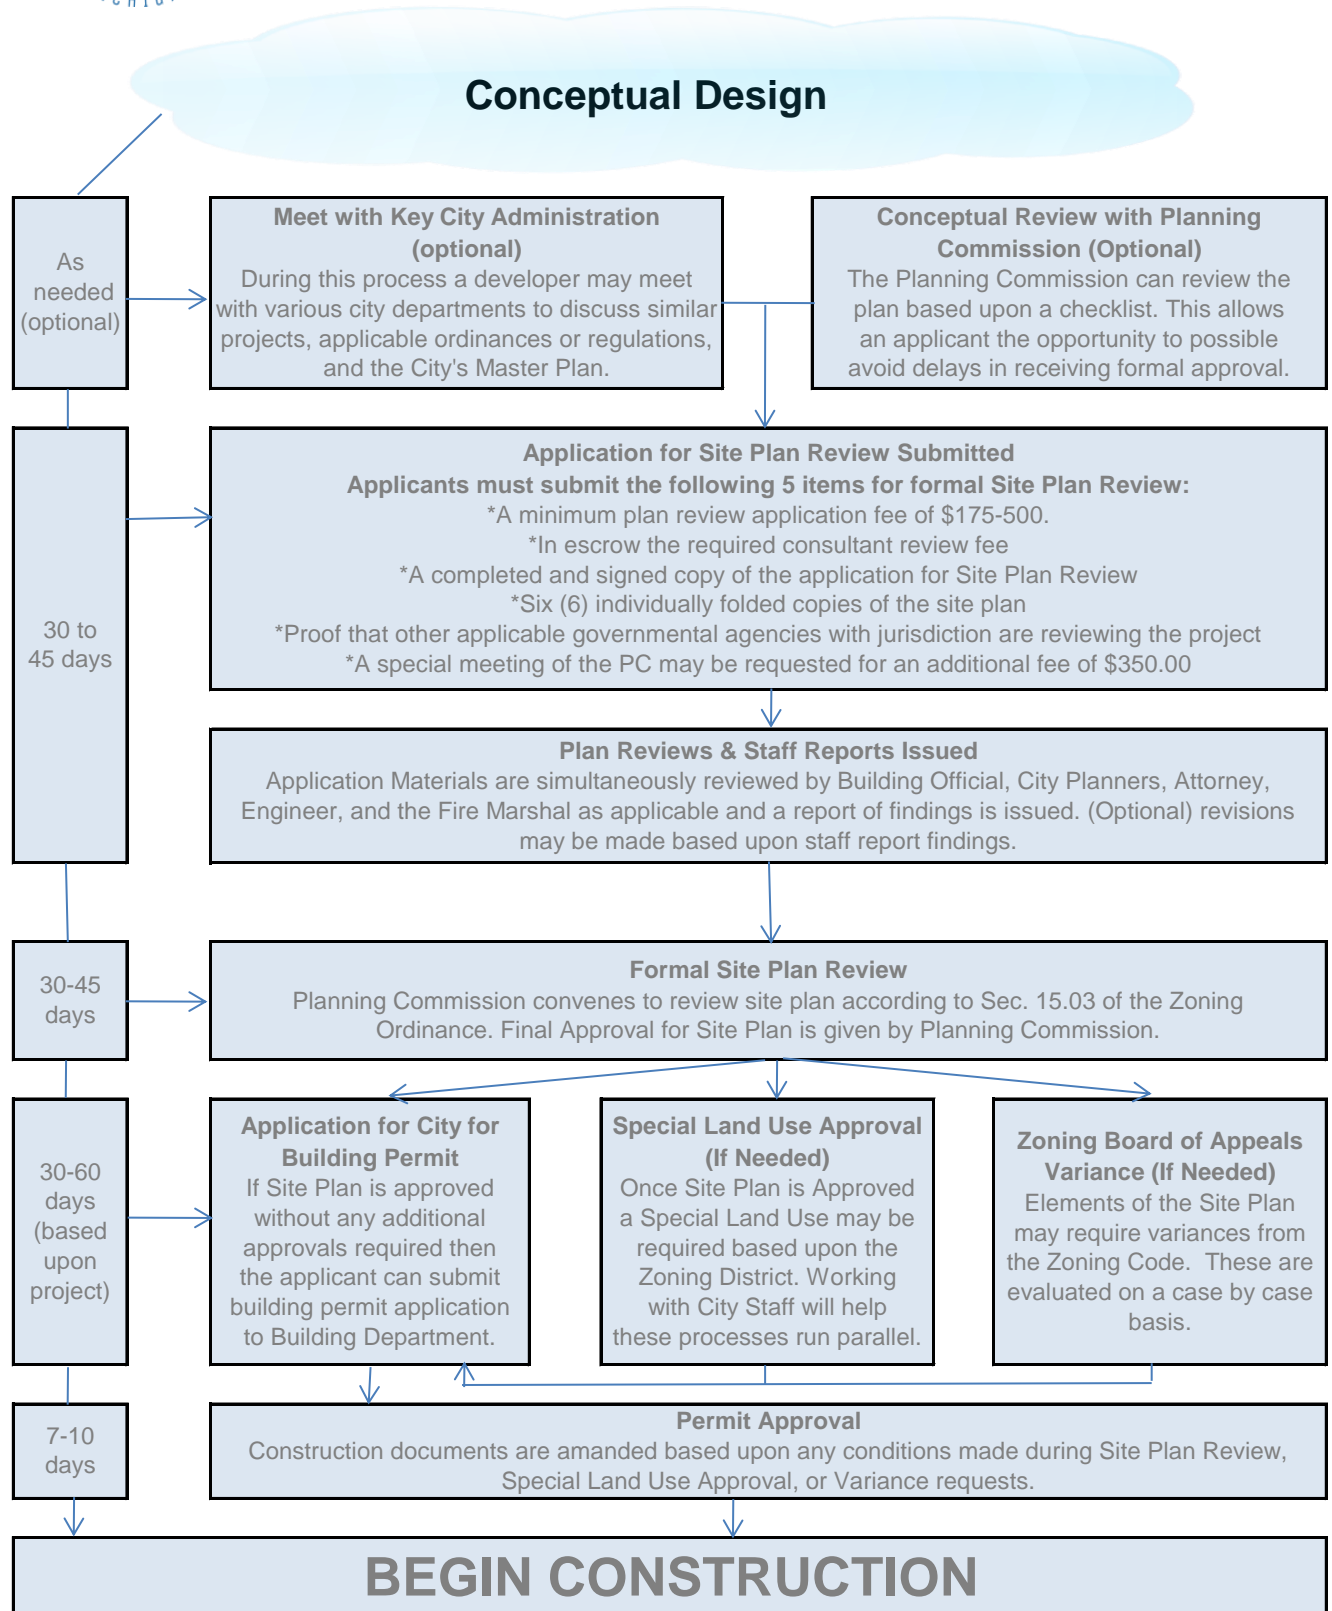 Conceptual Design
As
needed
(optional)
Meet with Key City Administration
(optional)
During this process a developer may meet
with various city departments to discuss similar
projects, applicable ordinances or regulations,
and the City's Master Plan.
Conceptual Review with Planning
Commission (Optional)
The Planning Commission can review the
plan based upon a checklist. This allows
an applicant the opportunity to possible
avoid delays in receiving formal approval.
30 to
45 days
Application for Site Plan Review Submitted
Applicants must submit the following 5 items for formal Site Plan Review:
*A minimum plan review application fee of $175-500.
*In escrow the required consultant review fee
*A completed and signed copy of the application for Site Plan Review
*Six (6) individually folded copies of the site plan
*Proof that other applicable governmental agencies with jurisdiction are reviewing the project
*A special meeting of the PC may be requested for an additional fee of $350.00
Plan Reviews & Staff Reports Issued
Application Materials are simultaneously reviewed by Building Official, City Planners, Attorney,
Engineer, and the Fire Marshal as applicable and a report of findings is issued. (Optional) revisions
may be made based upon staff report findings.
30-45
days
Formal Site Plan Review
Planning Commission convenes to review site plan according to Sec. 15.03 of the Zoning
Ordinance. Final Approval for Site Plan is given by Planning Commission.
30-60
days
(based
upon
project)
Application for City for
Building Permit
If Site Plan is approved
without any additional
approvals required then
the applicant can submit
building permit application
to Building Department.
Special Land Use Approval
(If Needed)
Once Site Plan is Approved
a Special Land Use may be
required based upon the
Zoning District. Working
with City Staff will help
these processes run parallel.
Zoning Board of Appeals
Variance (If Needed)
Elements of the Site Plan
may require variances from
the Zoning Code.  These are
evaluated on a case by case
basis.
7-10
days
Permit Approval
Construction documents are amanded based upon any conditions made during Site Plan Review,
Special Land Use Approval, or Variance requests.
BEGIN CONSTRUCTION